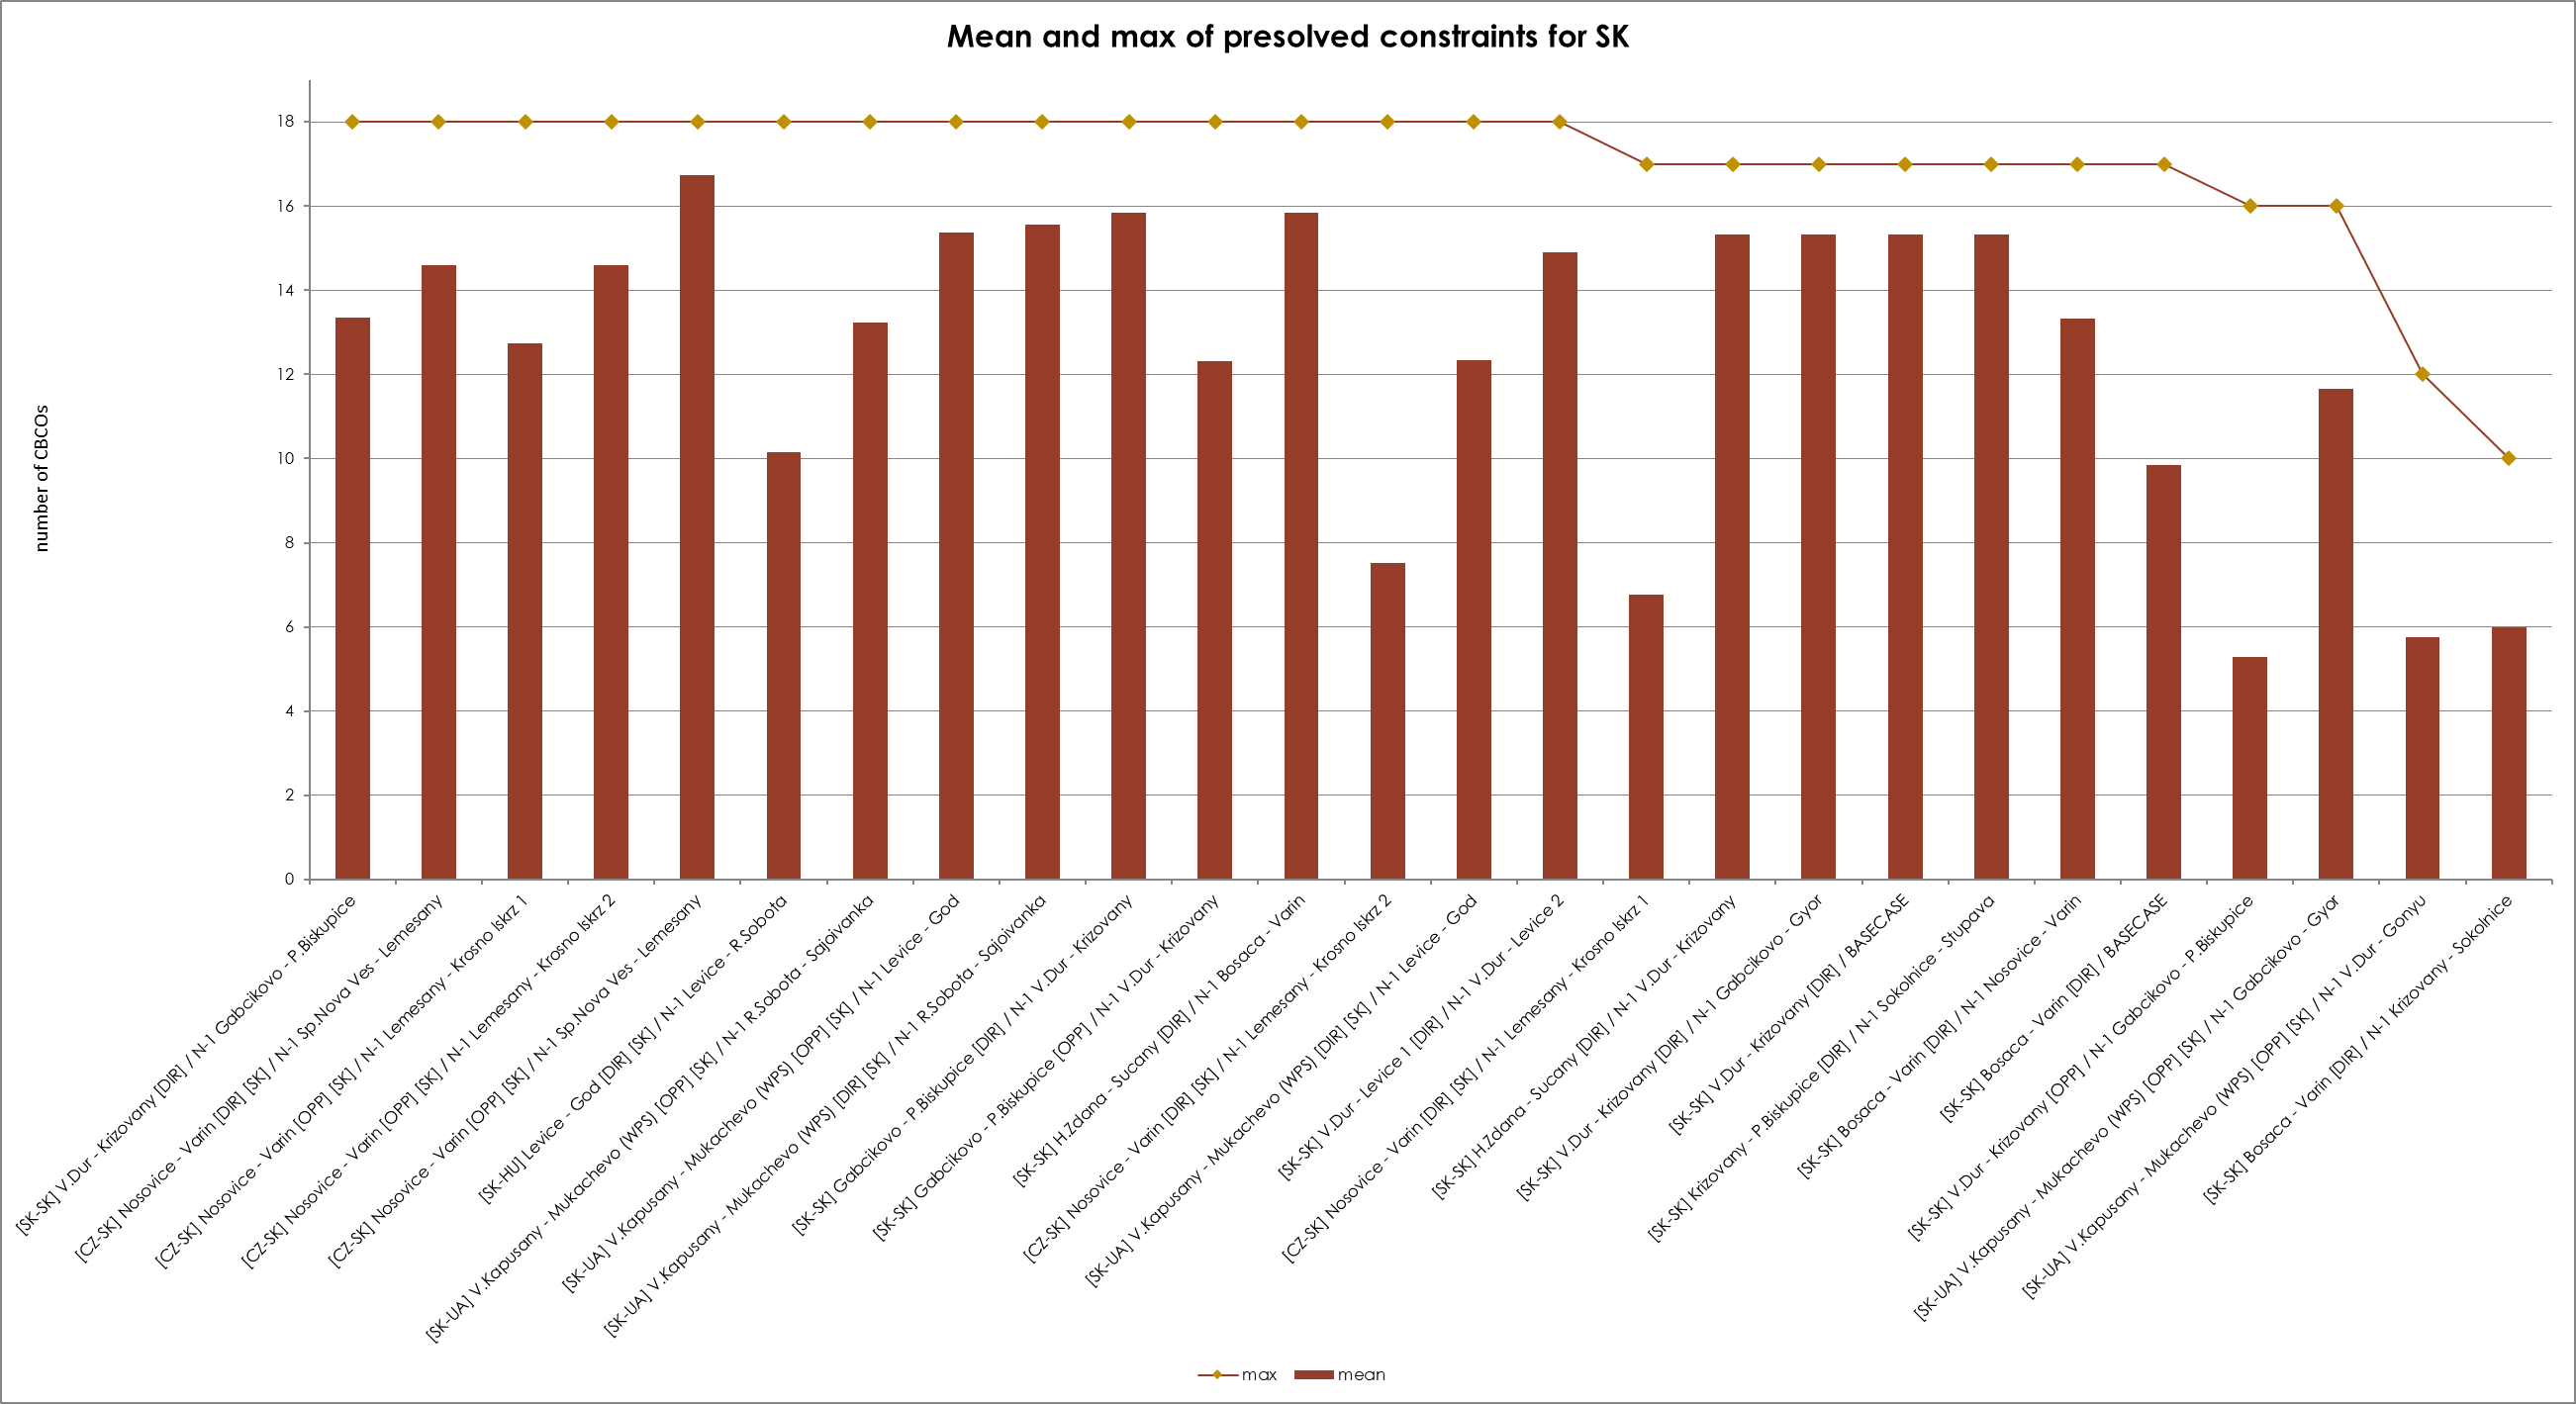 Mean and max of presolved constraints for SK
number of CBCOs
18
16
14
12
10
8
6
4
2
0
[SK-SK] V.Dur - Krizovany [DIR] / N-1 Gabcikovo - P.Biskupice
[CZ-SK] Nosovice - Varin [DIR] [SK] / N-1 Sp.Nova Ves - Lemesany
[CZ-SK] Nosovice - Varin [OPP] [SK] / N-1 Lemesany - Krosno Iskrz 1
[CZ-SK] Nosovice - Varin [OPP] [SK] / N-1 Lemesany - Krosno Iskrz 2
[CZ-SK] Nosovice - Varin [OPP] [SK] / N-1 Sp.Nova Ves - Lemesany
[SK-HU] Levice - God [DIR] [SK] / N-1 Levice - R.Sobota
[SK-UA] V.Kapusany - Mukachevo (WPS) [OPP] [SK] / N-1 R.Sobota - Sajoivanka
[SK-UA] V.Kapusany - Mukachevo (WPS) [OPP] [SK] / N-1 Levice - God
[SK-UA] V.Kapusany - Mukachevo (WPS) [DIR] [SK] / N-1 R.Sobota - Sajoivanka
[SK-SK] Gabcikovo - P.Biskupice [DIR] / N-1 V.Dur - Krizovany
[SK-SK] Gabcikovo - P.Biskupice [OPP] / N-1 V.Dur - Krizovany
[SK-SK] H.Zdana - Sucany [DIR] / N-1 Bosaca - Varin
[CZ-SK] Nosovice - Varin [DIR] [SK] / N-1 Lemesany - Krosno Iskrz 2
[SK-UA] V.Kapusany - Mukachevo (WPS) [DIR] [SK] / N-1 Levice - God
[SK-SK] V.Dur - Levice 1 [DIR] / N-1 V.Dur - Levice 2
[CZ-SK] Nosovice - Varin [DIR] [SK] / N-1 Lemesany - Krosno Iskrz 1
[SK-SK] H.Zdana - Sucany [DIR] / N-1 V.Dur - Krizovany
[SK-SK] V.Dur - Krizovany [DIR] / N-1 Gabcikovo - Gyor
[SK-SK] V.Dur - Krizovany [DIR] / BASECASE
[SK-SK] Krizovany - P.Biskupice [DIR] / N-1 Sokolnice - Stupava
[SK-SK] Bosaca - Varin [DIR] / N-1 Nosovice - Varin
[SK-SK] Bosaca - Varin [DIR] / BASECASE
[SK-SK] V.Dur - Krizovany [OPP] / N-1 Gabcikovo - P.Biskupice
[SK-UA] V.Kapusany - Mukachevo (WPS) [OPP] [SK] / N-1 Gabcikovo - Gyor
[SK-UA] V.Kapusany - Mukachevo (WPS) [OPP] [SK] / N-1 V.Dur - Gonyu
[SK-SK] Bosaca - Varin [DIR] / N-1 Krizovany - Sokolnice
max
mean